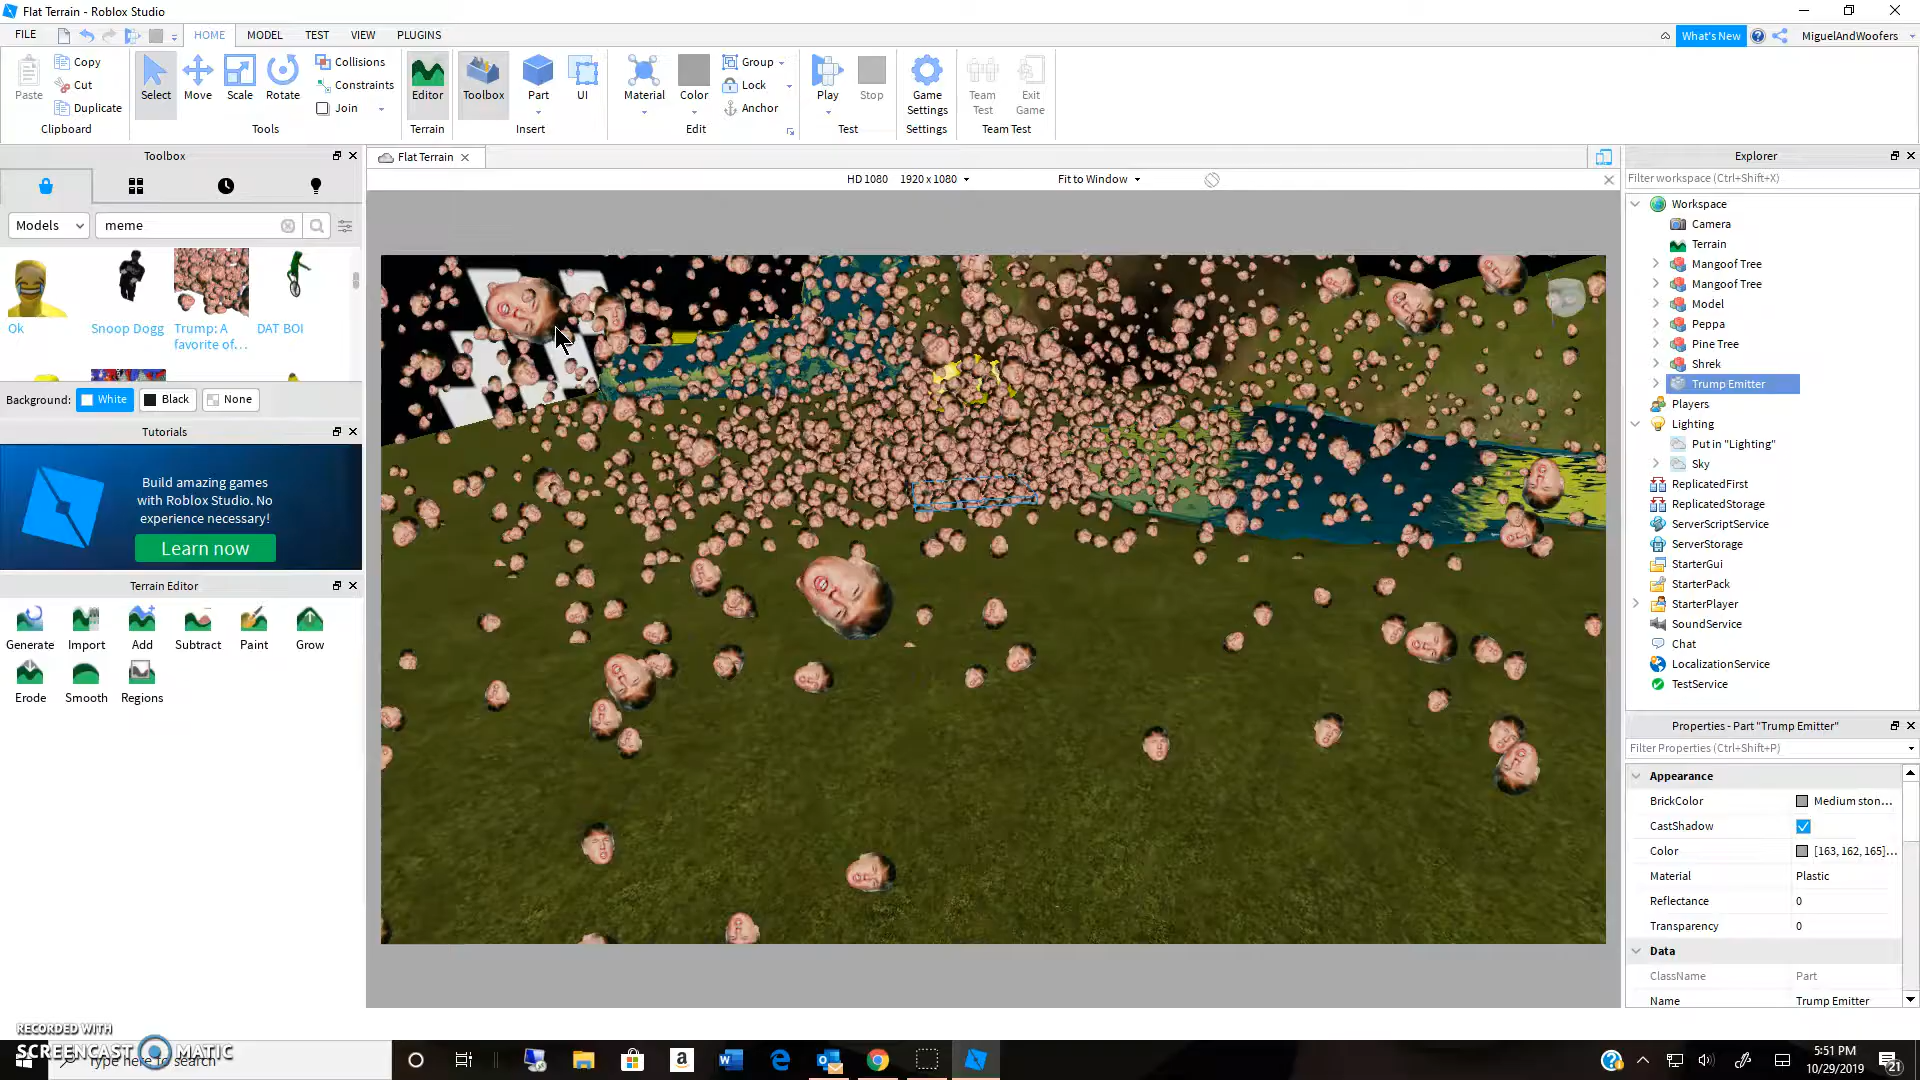 Flat Terrain - Roblox Studio
FILE
HOME
MODEL
TEST
VIEW
PLUGINS
What's New
MiguelAndWoofers
Paste
Copy
Cut
Duplicate
Clipboard
Select
Move
Scale
Rotate
Collisions
Constraints
Join
Tools
Editor
Terrain
Toolbox
Part
UI
Insert
Material
Color
Group
Lock
Anchor
Edit
Play
Stop
Test
Game
Settings
Settings
Team
Test
Exit
Game
Team Test
Toolbox
Models
meme
Ok
Snoop Dogg
Trump: A
favorite of...
DAT BOI
Background:
White
Black
None
Tutorials
Build amazing games
with Roblox Studio. No
experience necessary!
Learn now
Terrain Editor
Generate
Import
Add
Subtract
Paint
Grow
Erode
Smooth
Regions
Flat Terrain
HD 1080
1920 x 1080
Fit to Window
Explorer
Filter workspace (Ctrl+Shift+X)
Workspace
Camera
Terrain
Mangoof Tree
Mangoof Tree
Model
Peppa
Pine Tree
Shrek
Trump Emitter
Players
Lighting
Put in "Lighting"
Sky
ReplicatedFirst
ReplicatedStorage
ServerScriptService
ServerStorage
StarterGui
StarterPack
StarterPlayer
SoundService
Chat
LocalizationService
TestService
Properties - Part "Trump Emitter"
Filter Properties (Ctrl+Shift+P)
Appearance
BrickColor Medium ston...
CastShadow
Color [163, 162, 165]...
Material Plastic
Reflectance 0
Transparency 0
Data
ClassName Part
Name Trump Emitter
RECORDED WITH
SCREENCAST MATIC
Type here to search
5:51 PM
10/29/2019
21